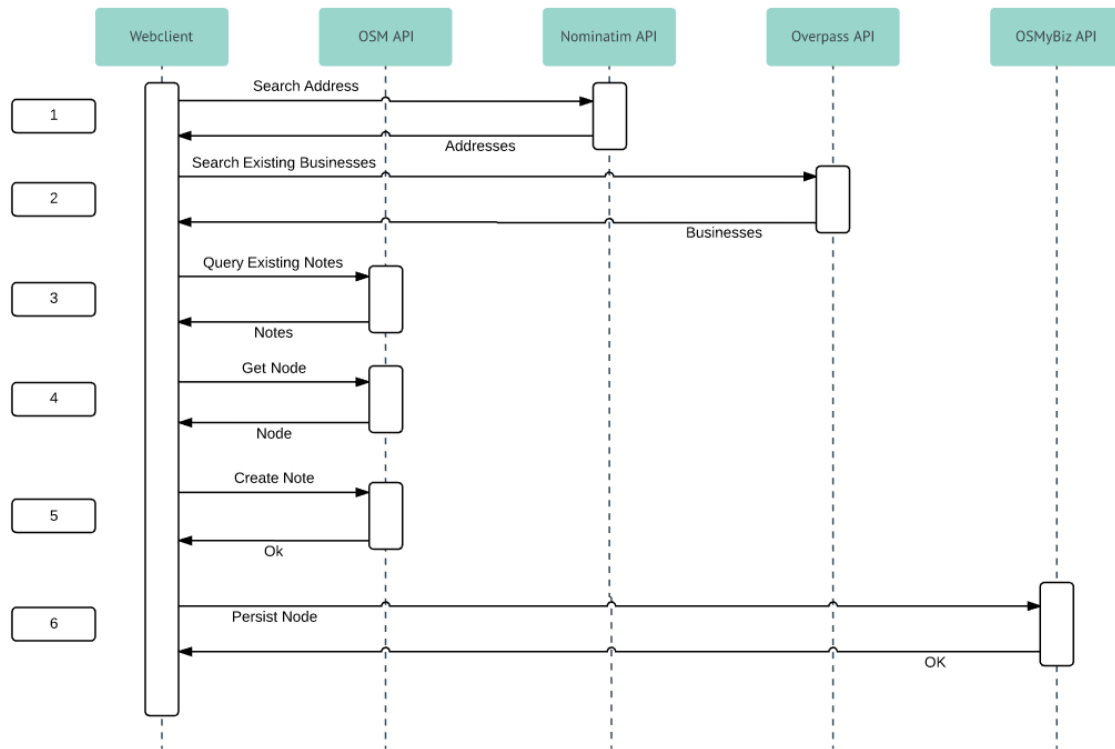 Webclient
OSM API
Nominatim API
Overpass API
OSMyBiz API
1
Search Address
Addresses
2
Search Existing Businesses
Businesses
3
Query Existing Notes
Notes
4
Get Node
Node
5
Create Note
Ok
6
Persist Node
OK